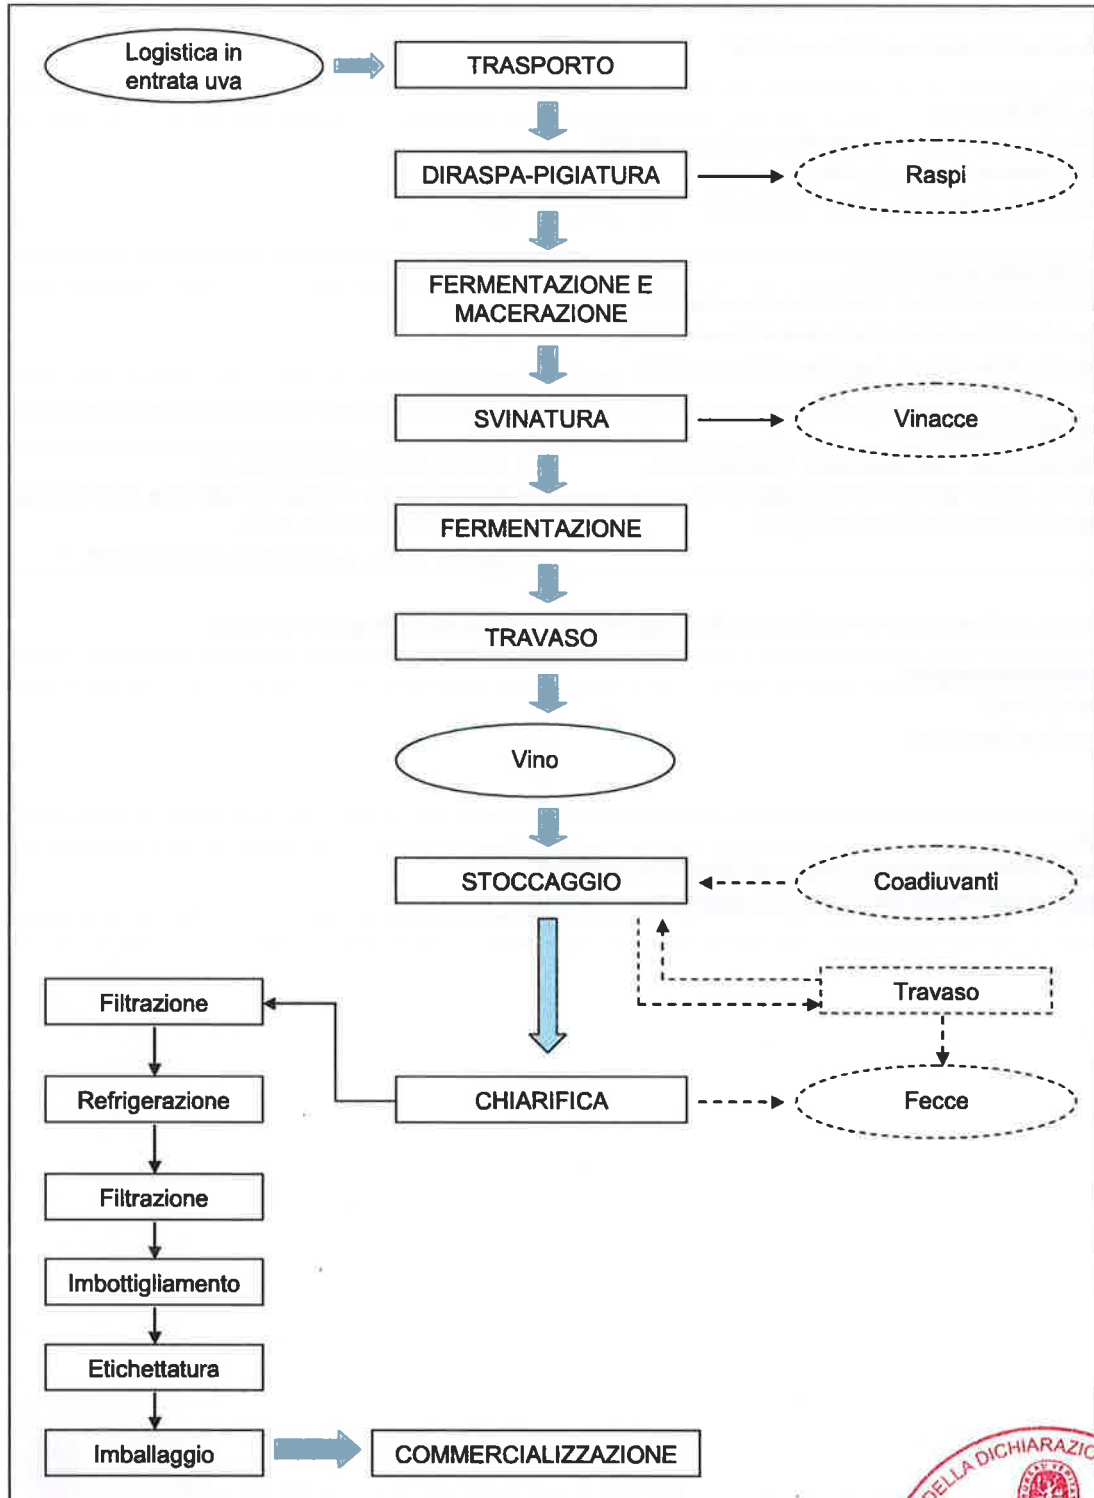 Logistica in
entrata uva
TRASPORTO
DIRASPA-PIGIATURA
Raspi
FERMENTAZIONE E
MACERAZIONE
SVINATURA
Vinacce
FERMENTAZIONE
TRAVASO
Vino
STOCCAGGIO
Coadiuvanti
Filtrazione
Travaso
Refrigerazione
CHIARIFICA
Fecce
Filtrazione
Imbottigliamento
Etichettatura
Imballaggio
COMMERCIALIZZAZIONE
DELLA DICHIARAZIO